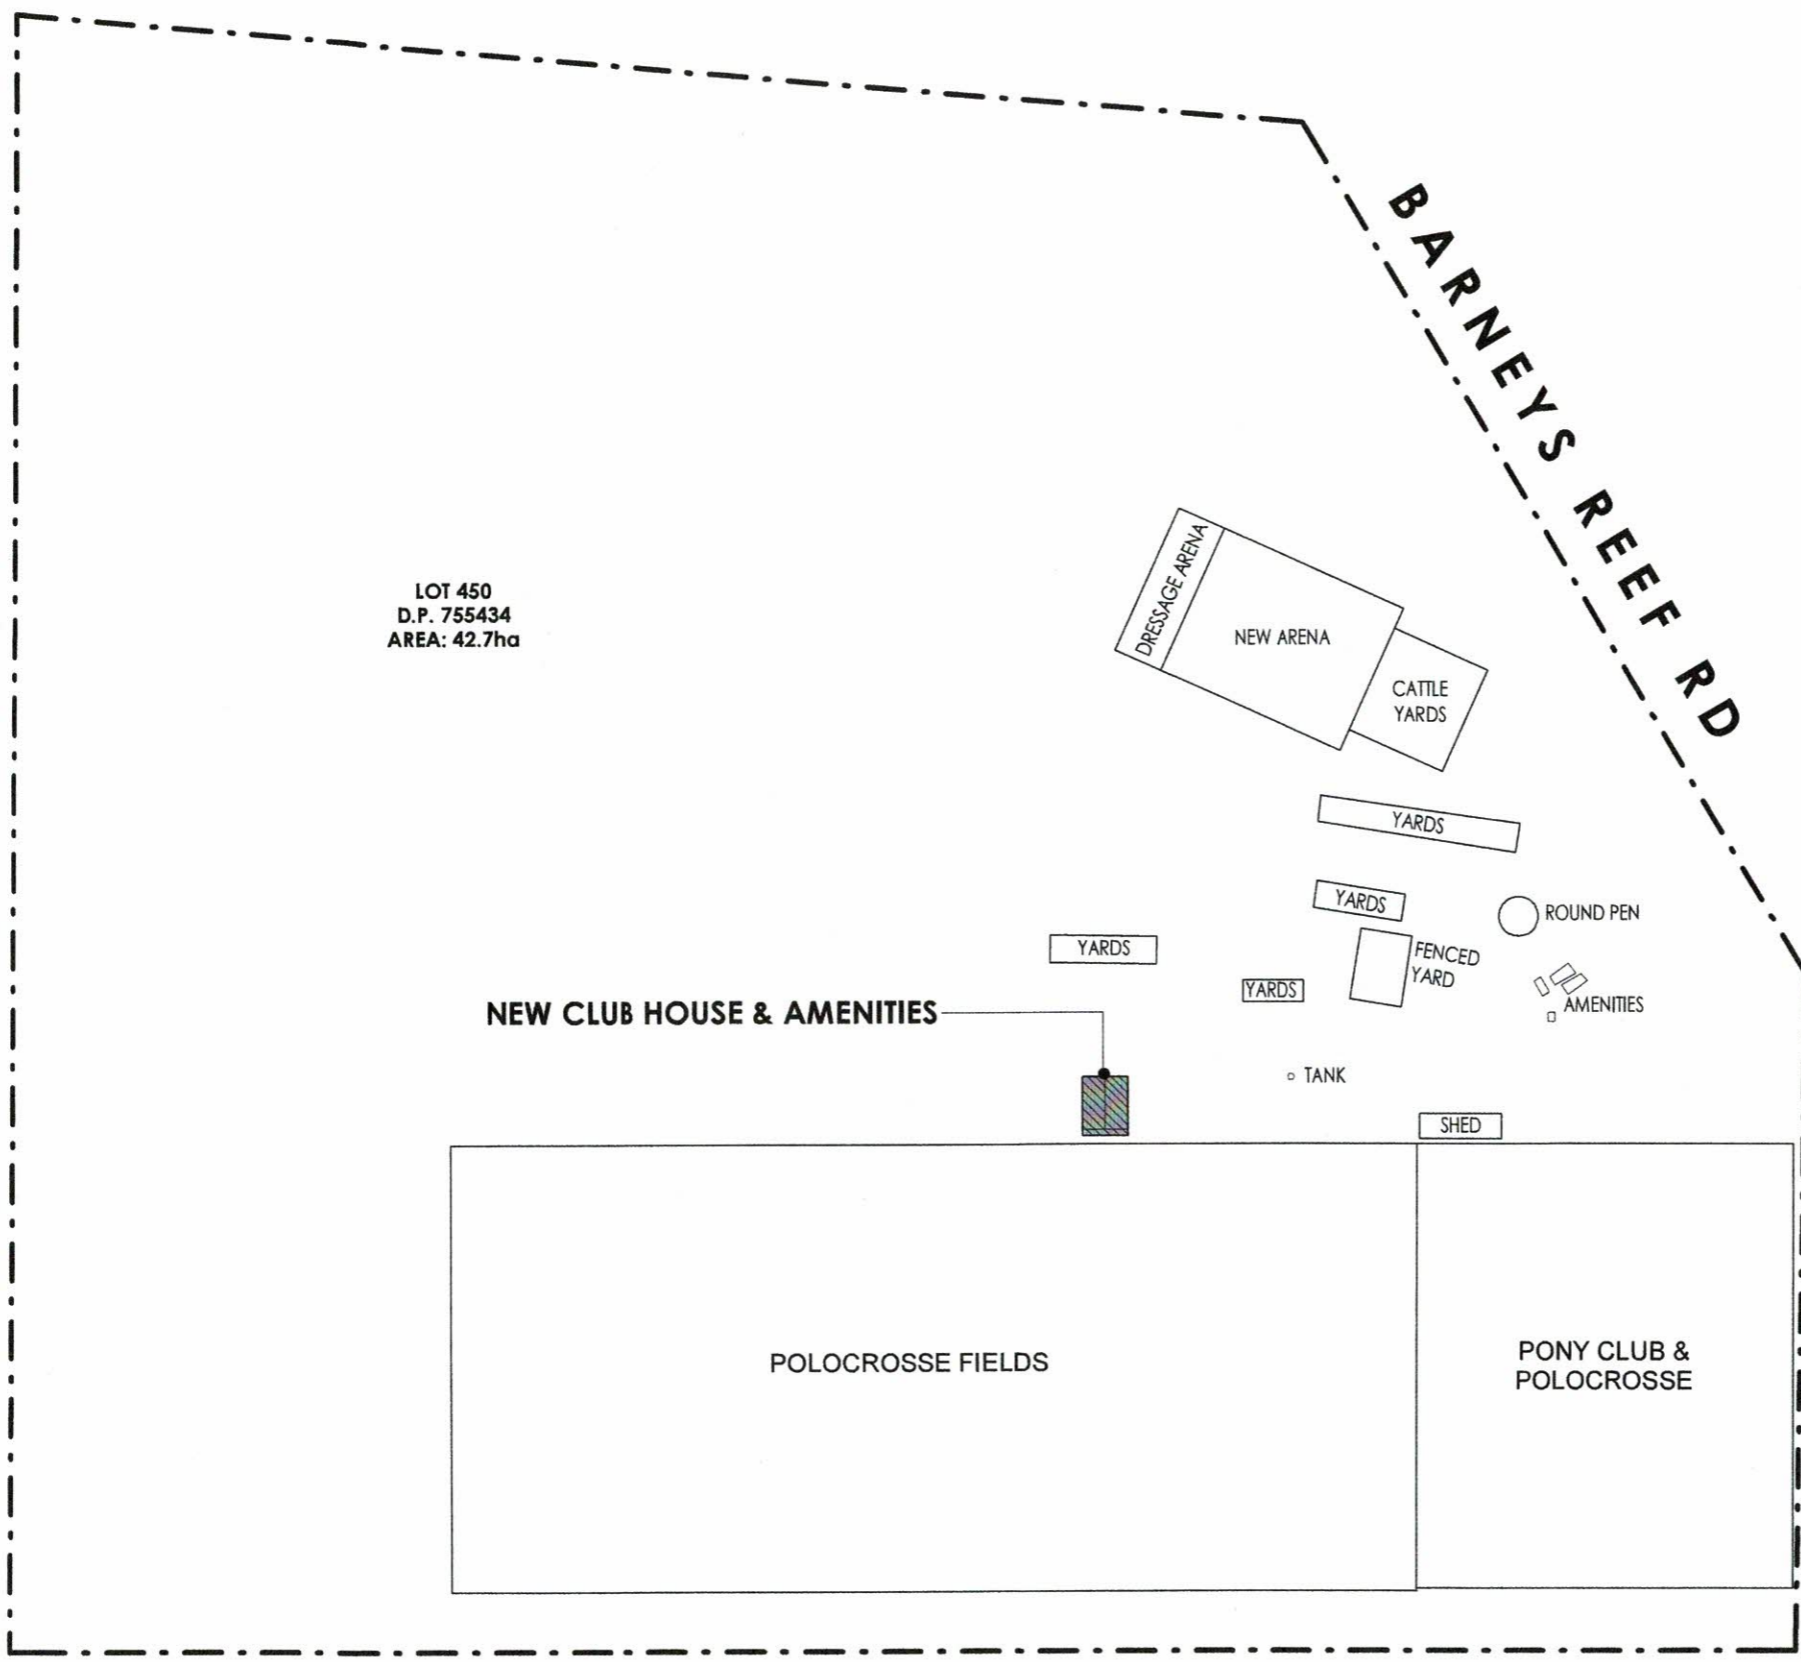 BARNEYS REEF RD
LOT 450
D.P. 755434
AREA: 42.7ha
DRESSAGE ARENA
NEW ARENA
CATTLE
YARDS
YARDS
YARDS
ROUND PEN
YARDS
FENCED
YARD
YARDS
AMENITIES
NEW CLUB HOUSE & AMENITIES
TANK
SHED
POLOCROSSE FIELDS
PONY CLUB &
POLOCROSSE